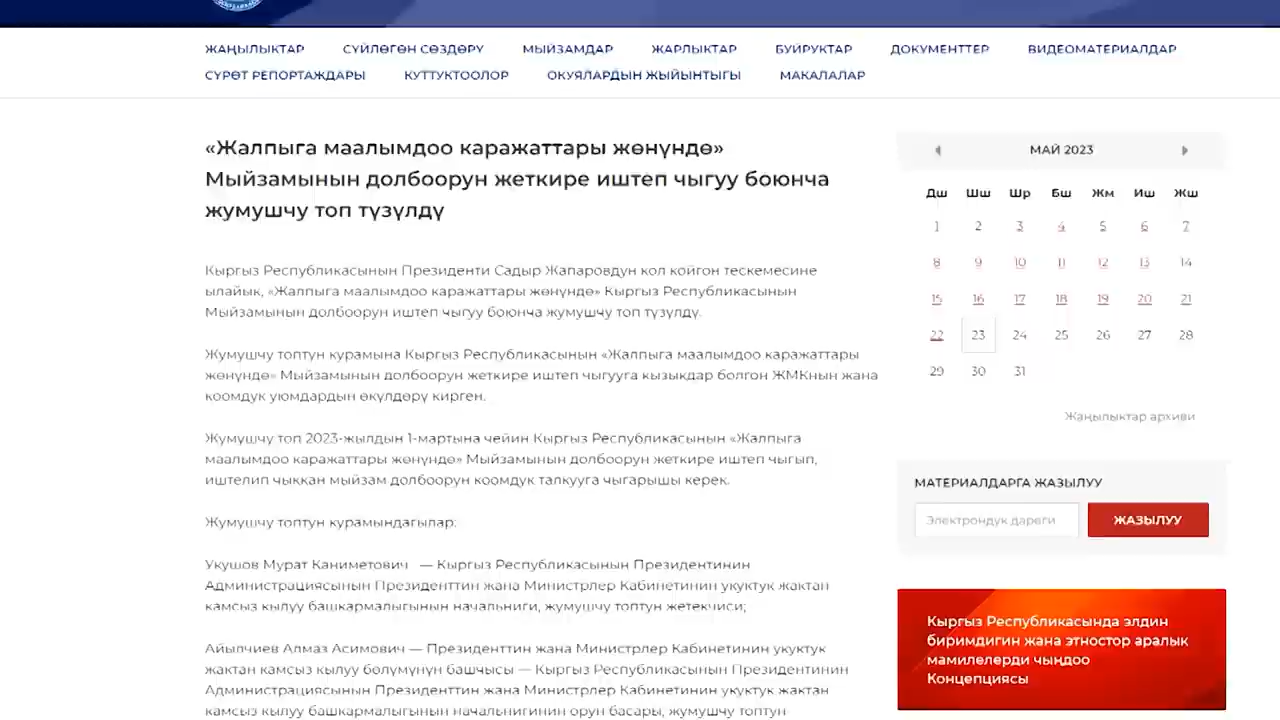 ЖАҢЫЛЫКТАР СҮЙЛӨГӨН СӨЗДӨРҮ МЫЙЗАМДАР ЖАРЛЫКТАР БУЙРУКТАР ДОКУМЕНТТЕР ВИДЕОМАТЕРИАЛДАР
СҮРӨТ РЕПОРТАЖДАРЫ КУТТУКТООЛОР ОКУЯЛАРДЫН ЖЫЙЫНТЫГЫ МАКАЛАЛАР
«Жалпыга маалымдоо каражаттары жөнүндө»
Мыйзамынын долбоорун жеткире иштеп чыгуу боюнча
жумушчу топ түзүлдү
Кыргыз Республикасынын Президенти Садыр Жапаровдун кол койгон тескемесине
ылайык, «Жалпыга маалымдоо каражаттары жөнүндө» Кыргыз Республикасынын
Мыйзамынын долбоорун иштеп чыгуу боюнча жумушчу топ түзүлдү.
Жумушчу топтун курамына Кыргыз Республикасынын «Жалпыга маалымдоо каражаттары
жөнүндө» Мыйзамынын долбоорун жеткире иштеп чыгууга кызыкдар болгон ЖМКнын жана
коомдук уюмдардын өкүлдөрү кирген.
Жумушчу топ 2023-жылдын 1-мартына чейин Кыргыз Республикасынын «Жалпыга
маалымдоо каражаттары жөнүндө» Мыйзамынын долбоорун жеткире иштеп чыгып,
иштелип чыккан мыйзам долбоорун коомдук талкууга чыгарышы керек.
Жумушчу топтун курамындагылар:
Укушов Мурат Каниметович — Кыргыз Республикасынын Президентинин
Администрациясынын Президенттин жана Министрлер Кабинетинин укуктук жактан
камсыз кылуу башкармалыгынын начальниги, жумушчу топтун жетекчиси;
Айылчиев Алмаз Асимович — Президенттин жана Министрлер Кабинетинин укуктук
жактан камсыз кылуу бөлүмүнүн башчысы — Кыргыз Республикасынын Президентинин
Администрациясынын Президенттин жана Министрлер Кабинетинин укуктук жактан
камсыз кылуу башкармалыгынын начальнигинин орун басары, жумушчу топтун
МАЙ 2023
Дш Шш Шр Бш Жм Иш Жш
1 2 3 4 5 6 7
8 9 10 11 12 13 14
15 16 17 18 19 20 21
22 23 24 25 26 27 28
29 30 31
Жаңылыктар архиви
МАТЕРИАЛДАРГА ЖАЗЫЛУУ
Электрондук дареги ЖАЗЫЛУУ
Кыргыз Республикасында элдин
биримдигин жана этностор аралык
мамилелерди чыңдоо
Концепциясы